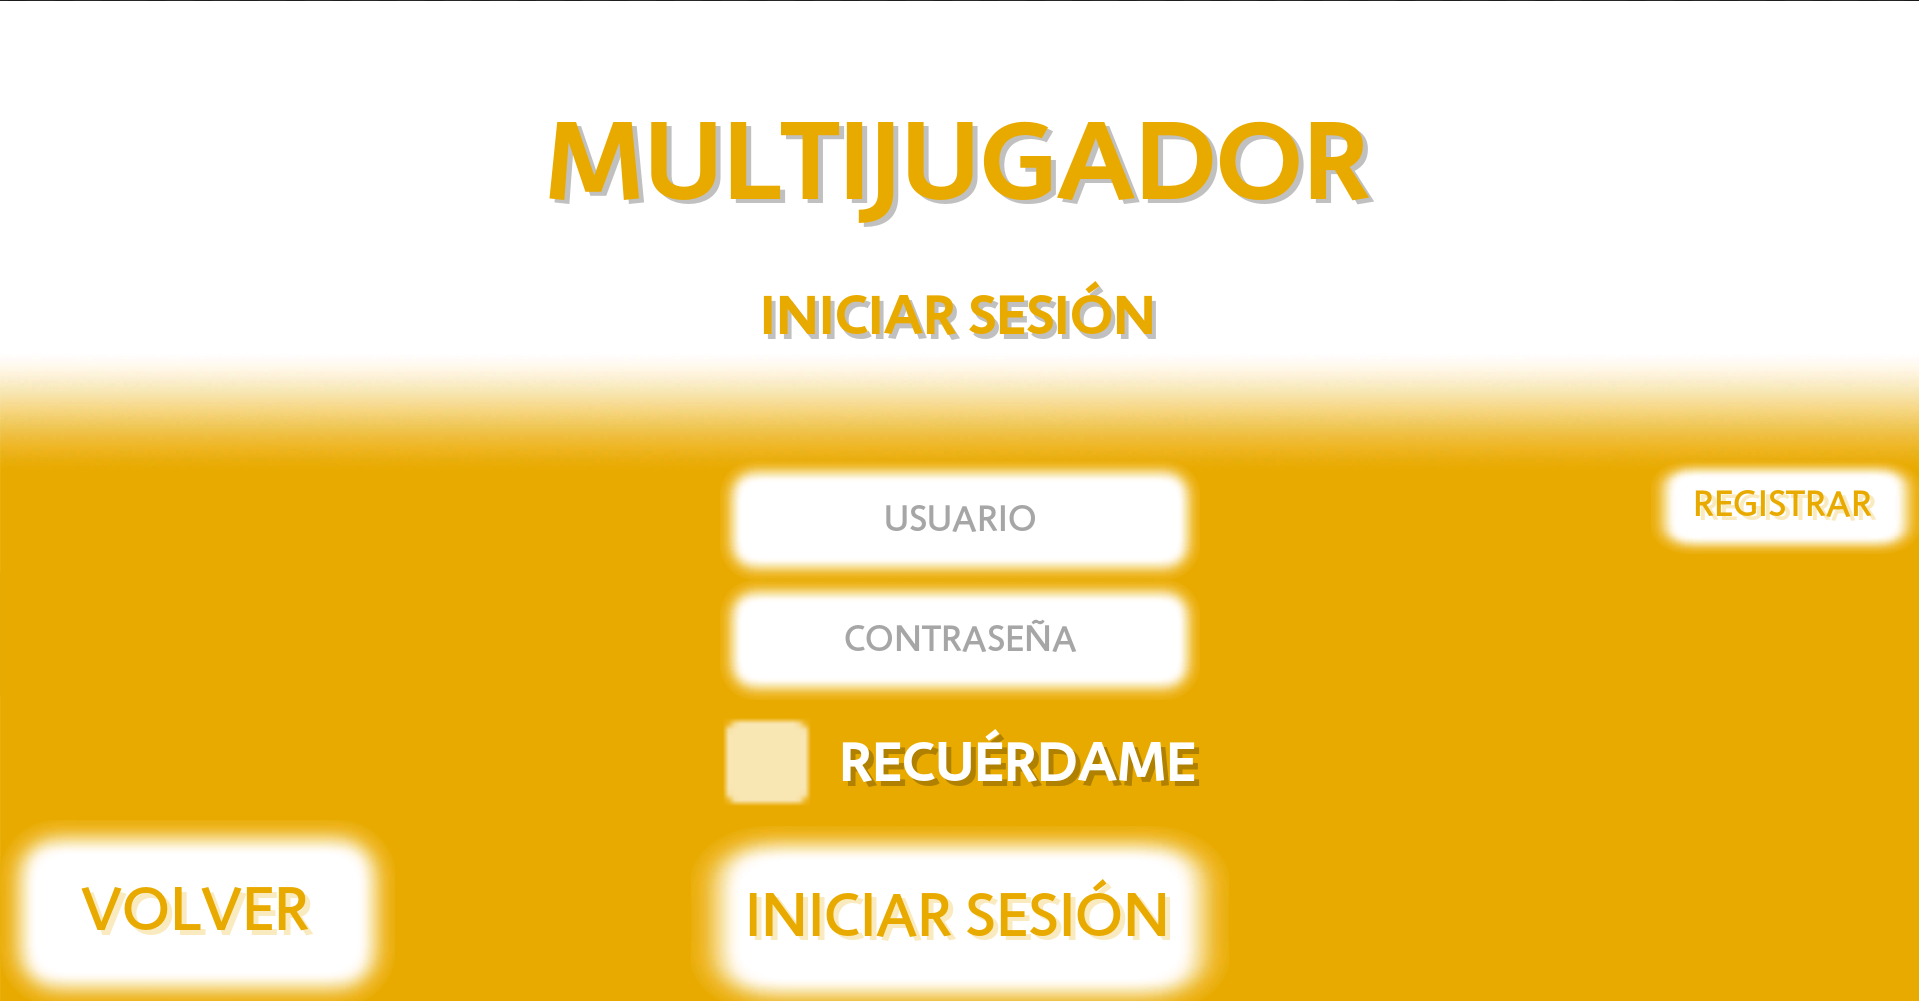 MULTIJUGADOR
INICIAR SESIÓN
USUARIO
REGISTRAR
CONTRASEÑA
RECUÉRDAME
VOLVER
INICIAR SESIÓN